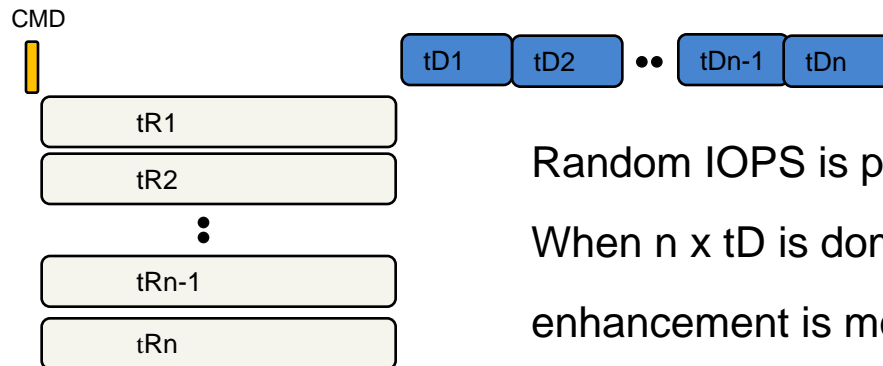 CMD
tD1 tD2 •• tDn-1 tDn
tR1
tR2
tRn-1
tRn
Random IOPS is
When n x tD is
enhancement is